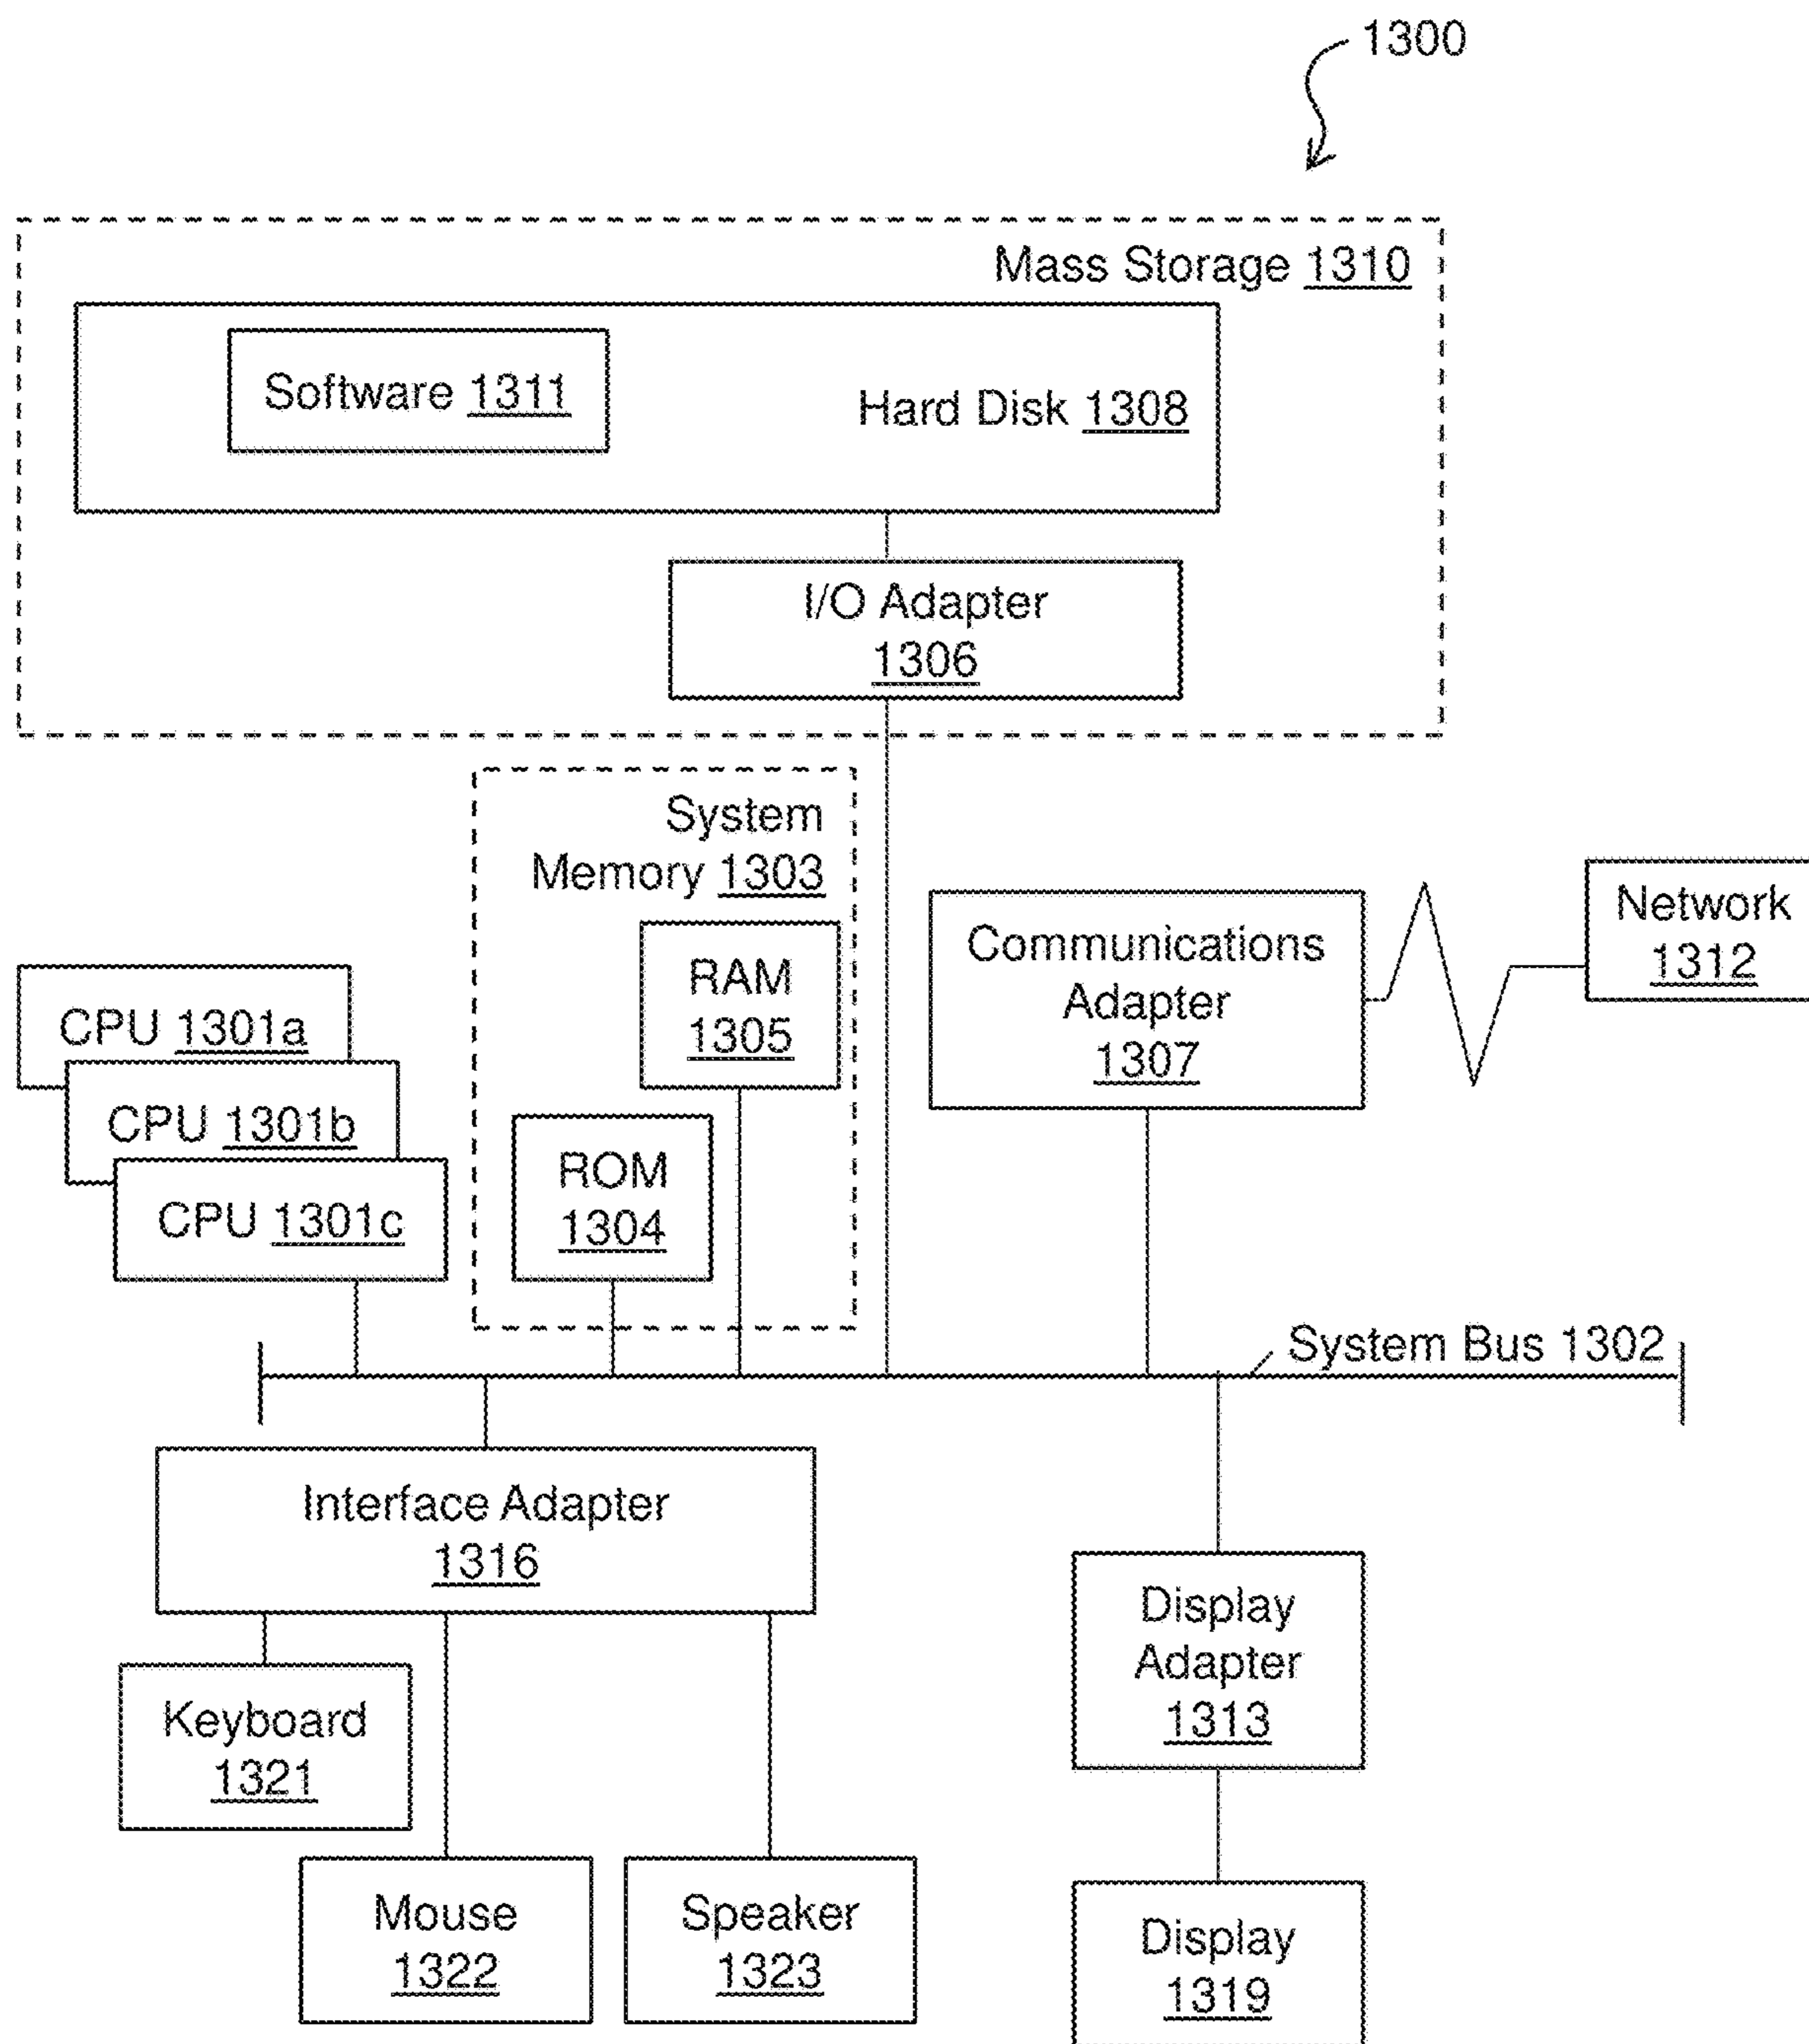 1300
Mass Storage 1310
Software 1311
Hard Disk 1308
I/O Adapter
1306
System
Memory 1303
RAM
1305
ROM
1304
Communications
Adapter
1307
Network
1312
CPU 1301a
CPU 1301b
CPU 1301c
System Bus 1302
Interface Adapter
1316
Keyboard
1321
Mouse
1322
Speaker
1323
Display
Adapter
1313
Display
1319